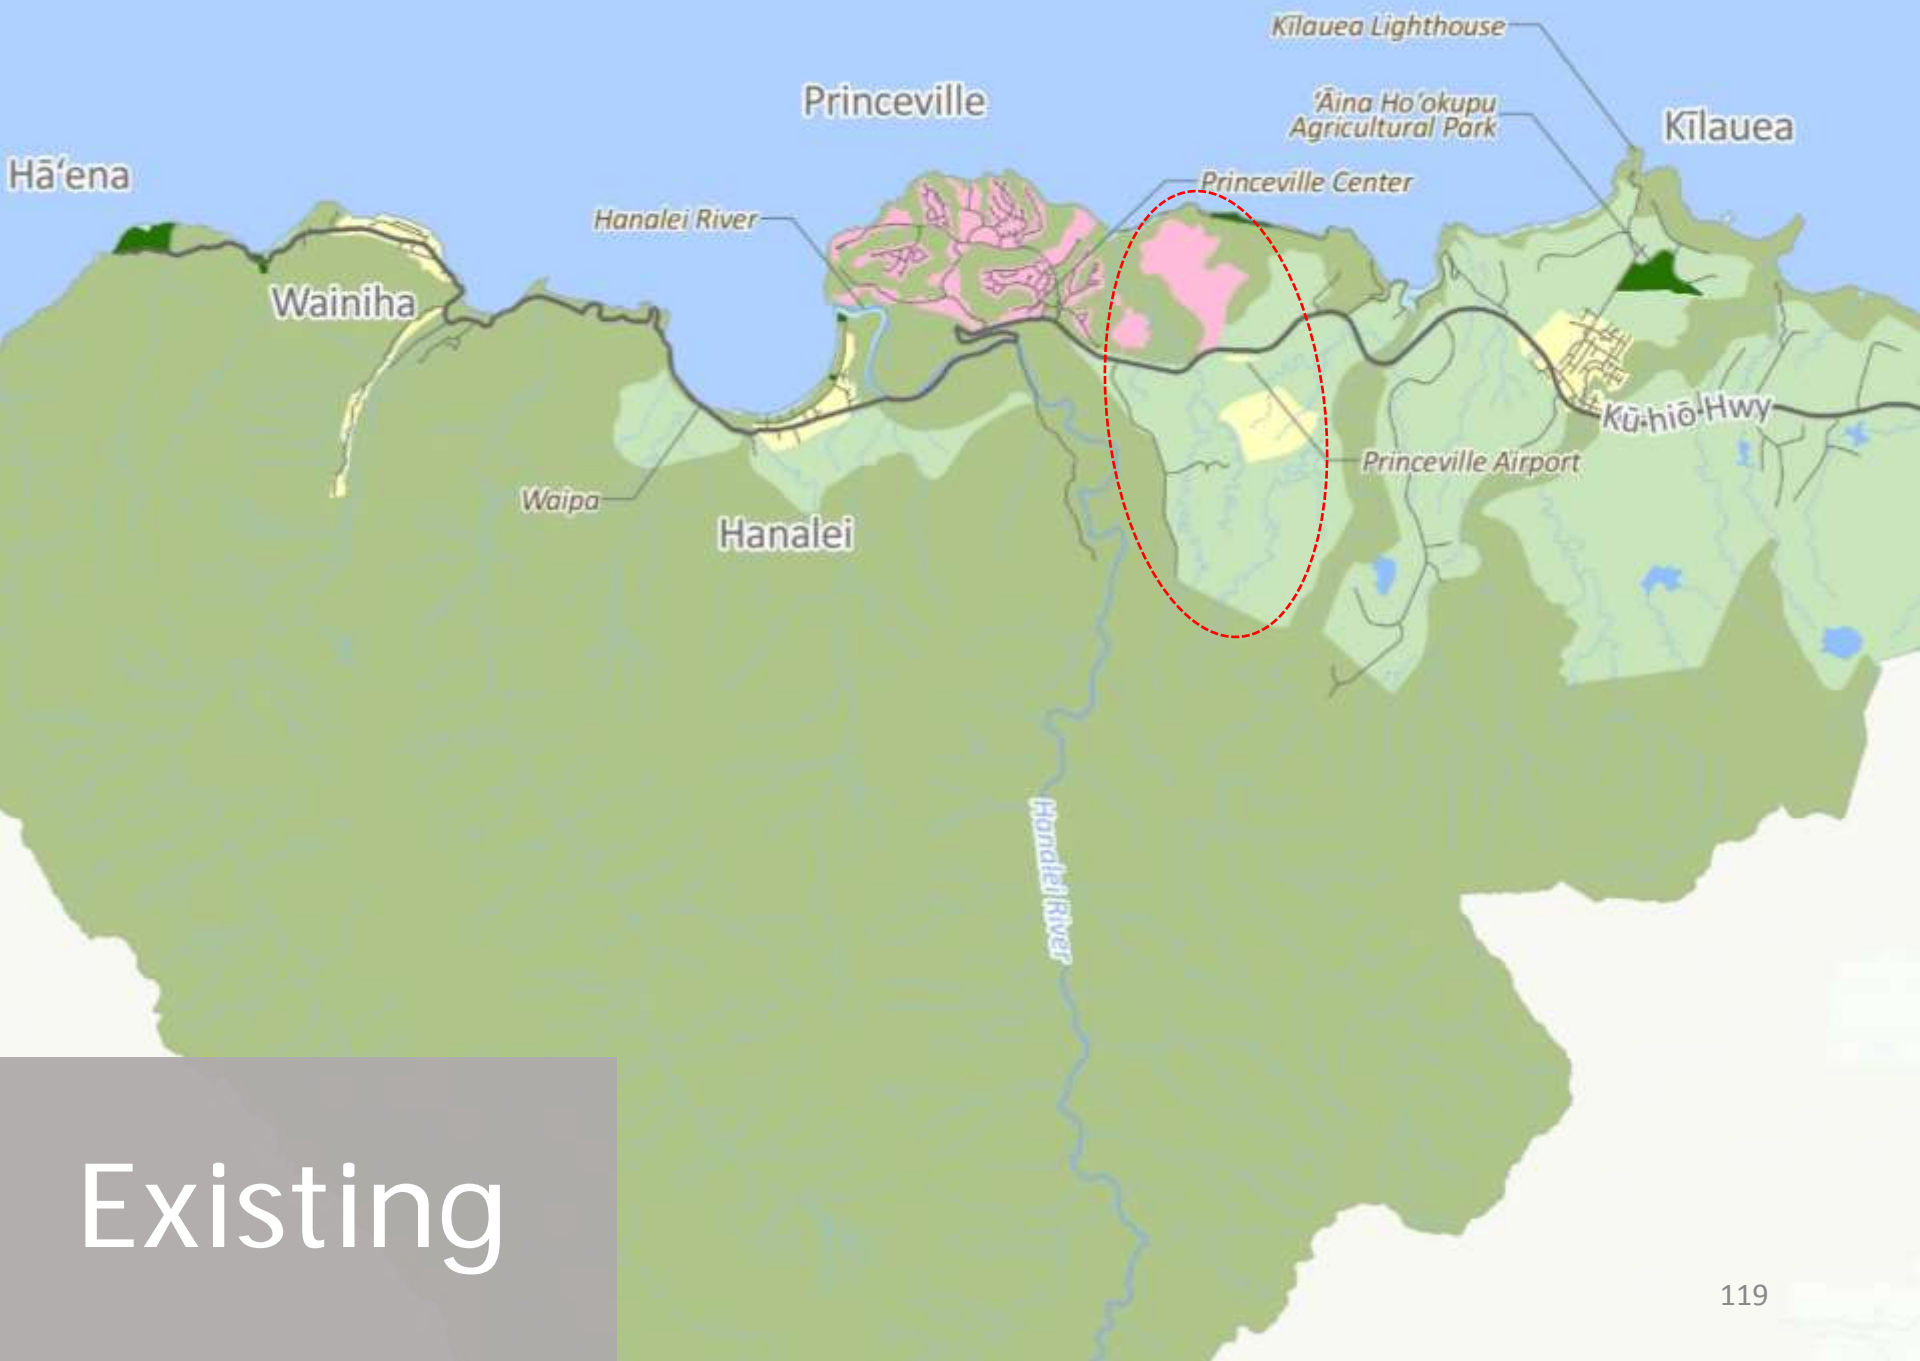 Kīlauea Lighthouse
Princeville
ʻĀina Hoʻokupu
Agricultural Park
Kīlauea
Hāʻena
Princeville Center
Hanalei River
Wainiha
Kū-hiō Hwy
Princeville Airport
Waipa
Hanalei
Hanalei River
Existing
119